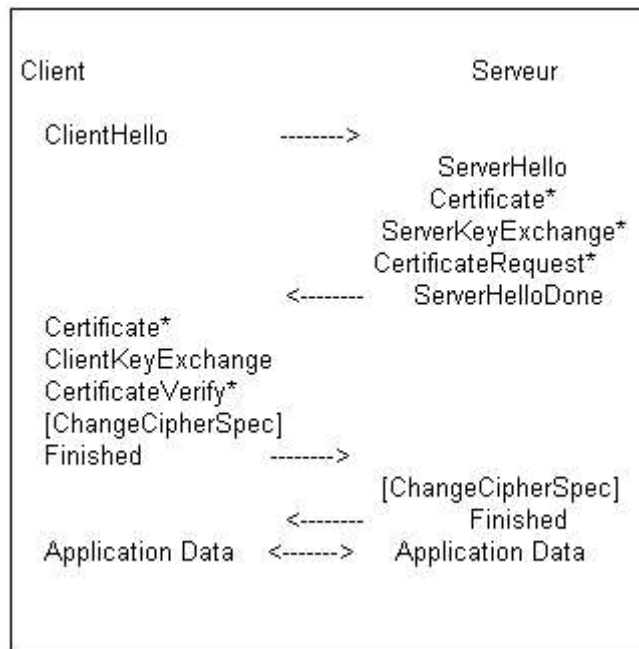 Client Serveur
ClientHello -------->
ServerHello
Certificate*
ServerKeyExchange*
CertificateRequest*
<-------- ServerHelloDone
Certificate*
ClientKeyExchange
CertificateVerify*
[ChangeCipherSpec]
Finished -------->
[ChangeCipherSpec]
<-------- Finished
Application Data <-------> Application Data